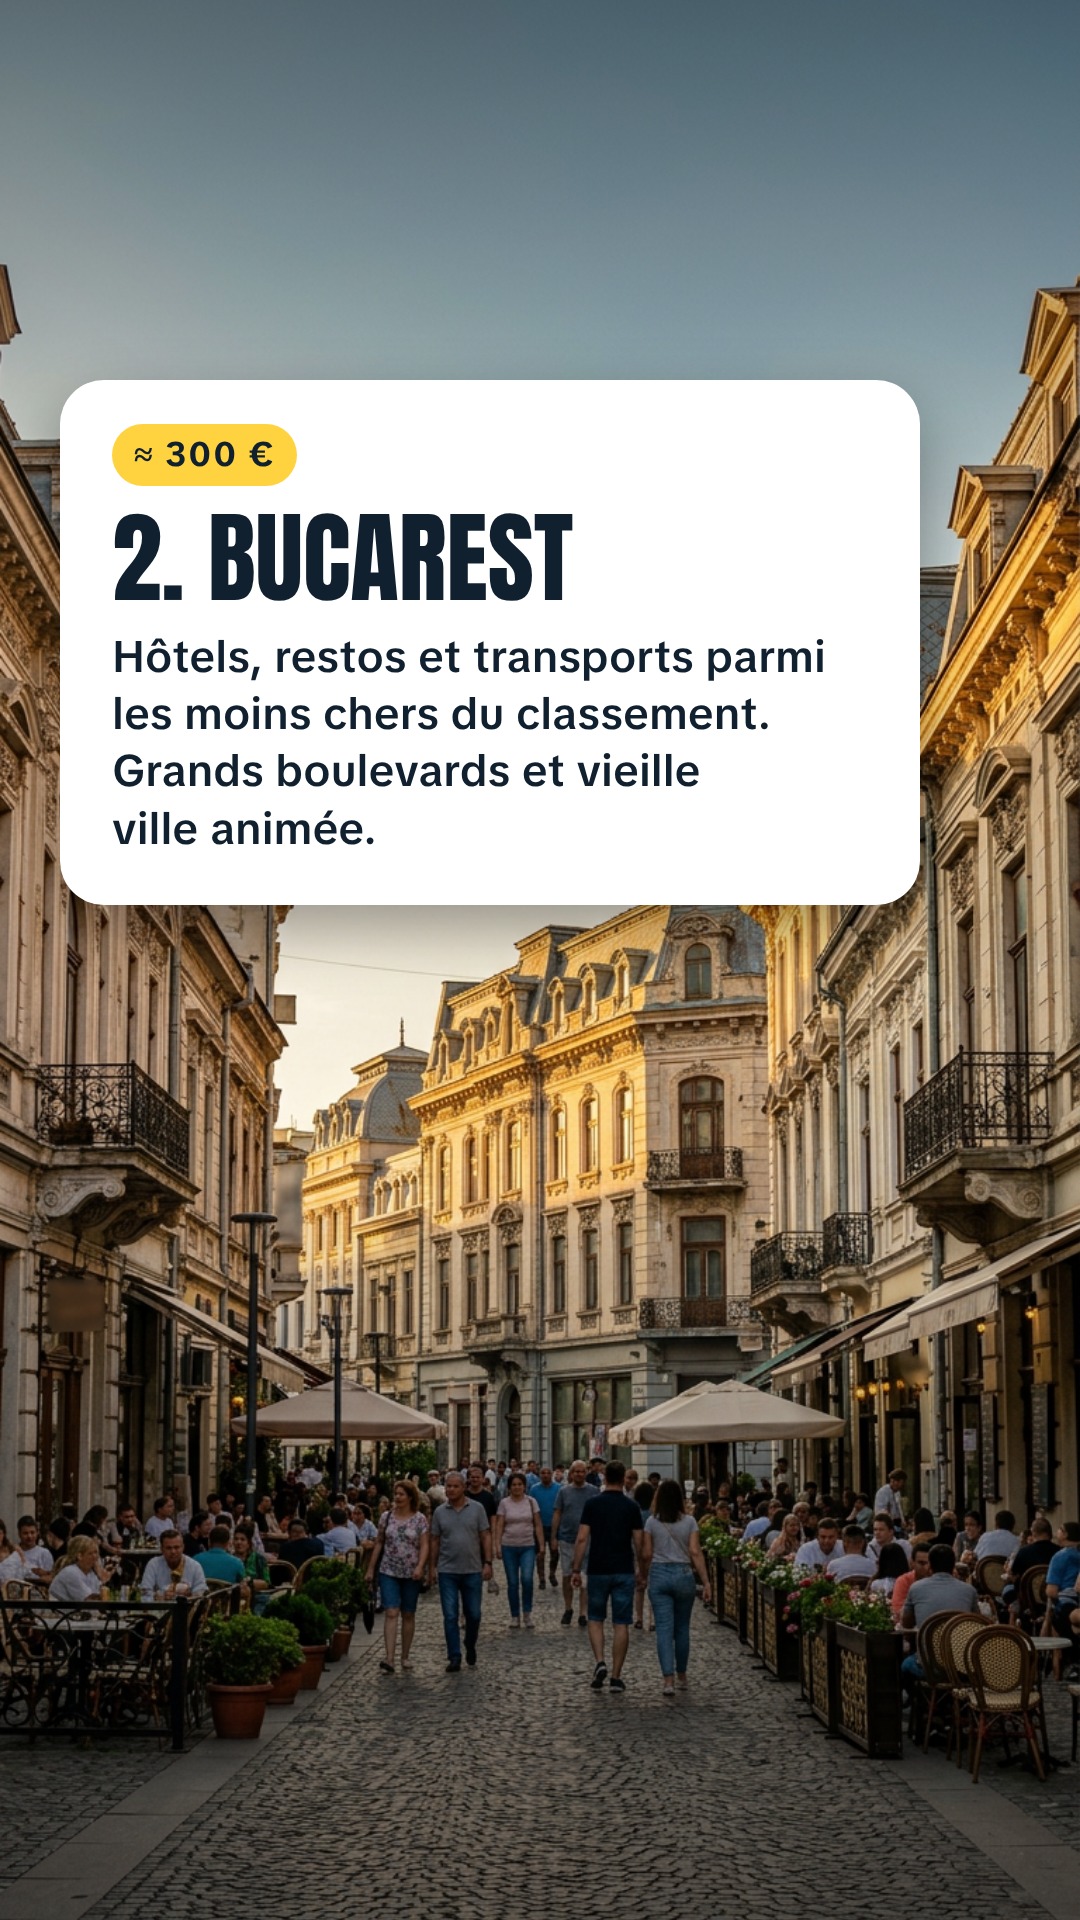 ≈ 300 €
2. BUCAREST
Hôtels, restos et transports parmi
les moins chers du classement.
Grands boulevards et vieille
ville animée.